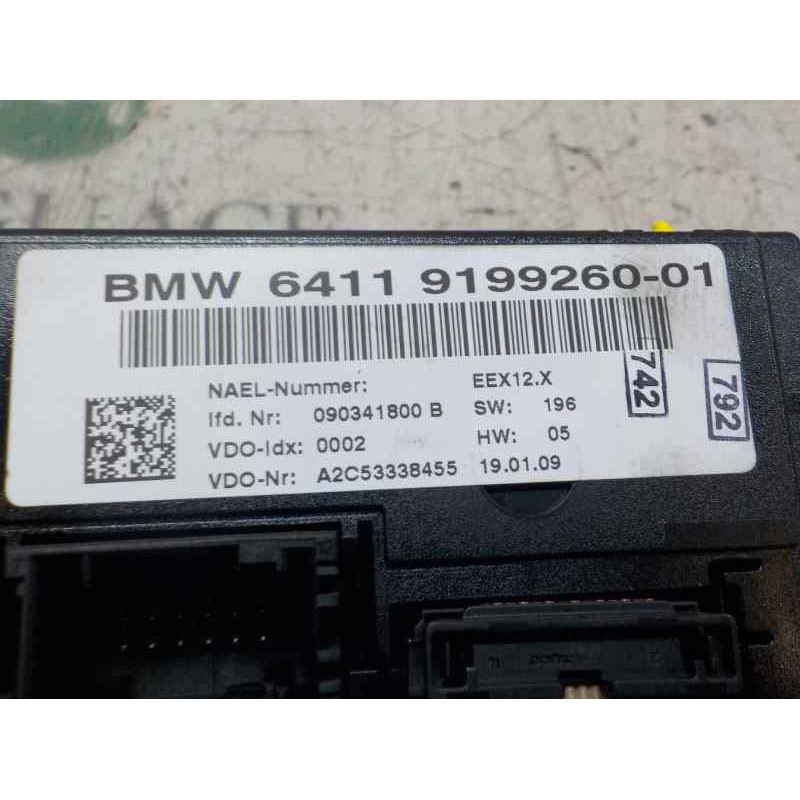 BMW 6411 9199260-01
NAEL-Nummer: EEX12.X
lfd. Nr: 090341800 B SW: 196
VDO-Idx: 0002 HW: 05
VDO-Nr: A2C53338455 19.01.09
742
792